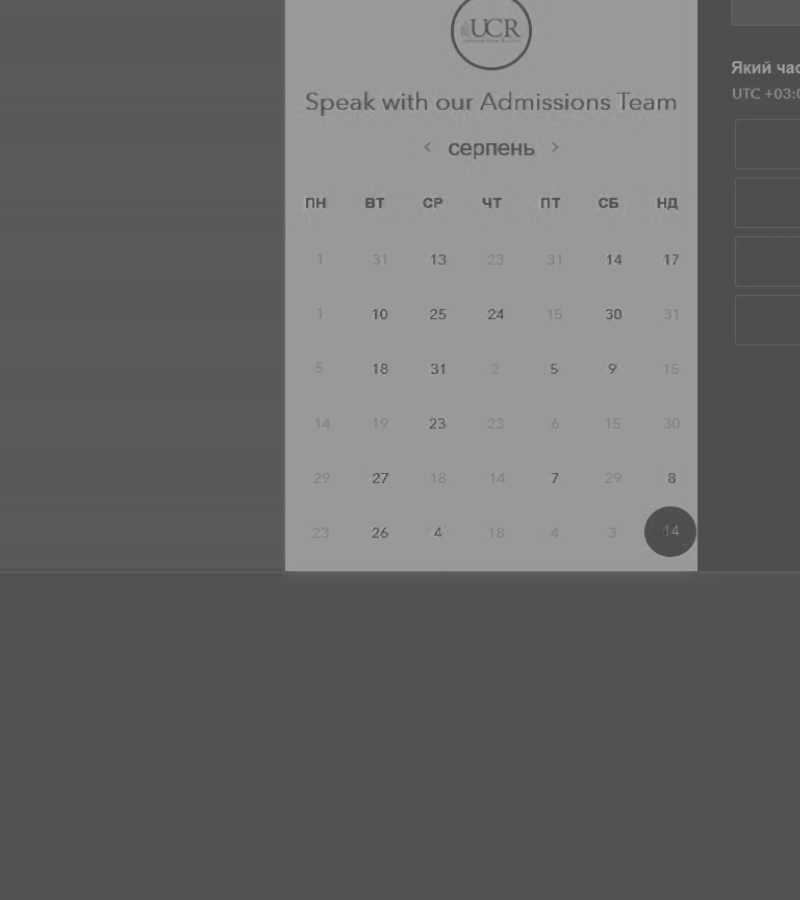 UCR
Speak with our Admissions Team
< серпень >
ПН ВТ СР ЧТ ПТ СБ НД
1 31 13 23 31 14 17
1 10 25 24 15 30 31
5 18 31 2 5 9 15
14 19 23 23 6 15 30
29 27 18 14 7 29 8
23 26 4 18 4 3 14
Який
UTC +03: